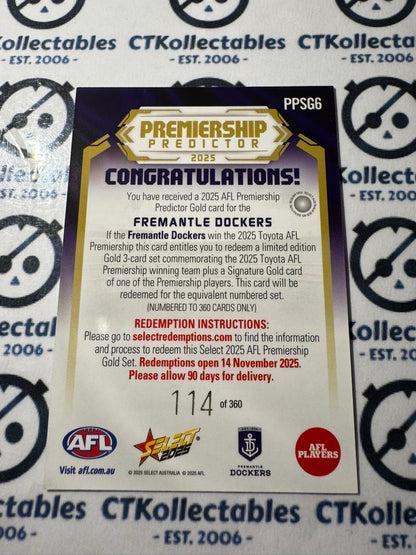 CTKollectables
- EST. 2006 -
PPSG6
PREMIERSHIP
PREDICTOR
2025
CONGRATULATIONS!
You have received a 2025 AFL Premiership
Predictor Gold card for the
FREMANTLE DOCKERS
If the Fremantle Dockers win the 2025 Toyota AFL
Premiership this card entitles you to redeem a limited edition
Gold 3-card set commemorating the 2025 Toyota AFL
Premiership winning team plus a Signature Gold card
of one of the Premiership players. This card will be
redeemed for the equivalent numbered set.
(NUMBERED TO 360 CARDS ONLY)
REDEMPTION INSTRUCTIONS:
Please go to selectredemptions.com to find the information
and process to redeem this Select 2025 AFL Premiership
Gold Set. Redemptions open 14 November 2025.
Please allow 90 days for delivery.
114 of 360
AFL
Visit afl.com.au
SELECT
2025
© 2025 SELECT AUSTRALIA © 2025 AFL
FREMANTLE
DOCKERS
AFL
PLAYERS
CTKollectables
- EST. 2006 -